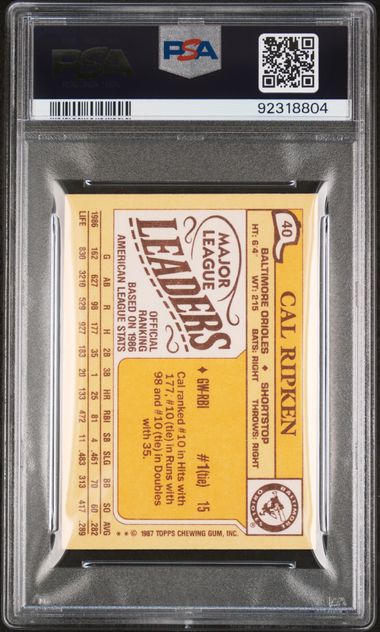 PSA
PSA
92318804
40
CAL RIPKEN
BALTIMORE ORIOLES ♦ SHORTSTOP
HT: 6'4" WT: 215 BATS: RIGHT THROWS: RIGHT
BALTIMORE
ORIOLES
MAJOR
LEAGUE
LEADERS
OFFICIAL
RANKING
BASED ON 1986
AMERICAN LEAGUE STATS
♦ GW-RBI #1(tie) 15
Cal ranked #10 in Hits with
177, #10 (tie) in Runs with
98 and #10 (tie) in Doubles
with 35.
G AB R H 2B 3B HR RBI SB SLG BB SO AVG
1986 162 627 98 177 35 1 25 81 4 .461 70 60 .282
LIFE 830 3210 529 927 183 20 133 472 11 .483 313 417 .289
** © 1987 TOPPS CHEWING GUM, INC.